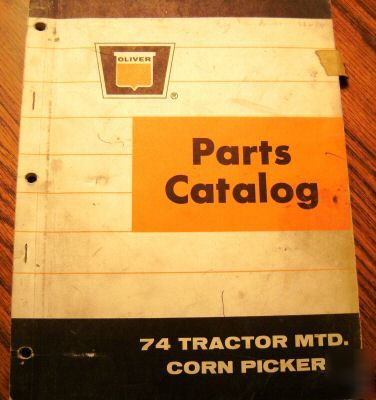 OLIVER
®
Parts
Catalog
74 TRACTOR MTD.
CORN PICKER